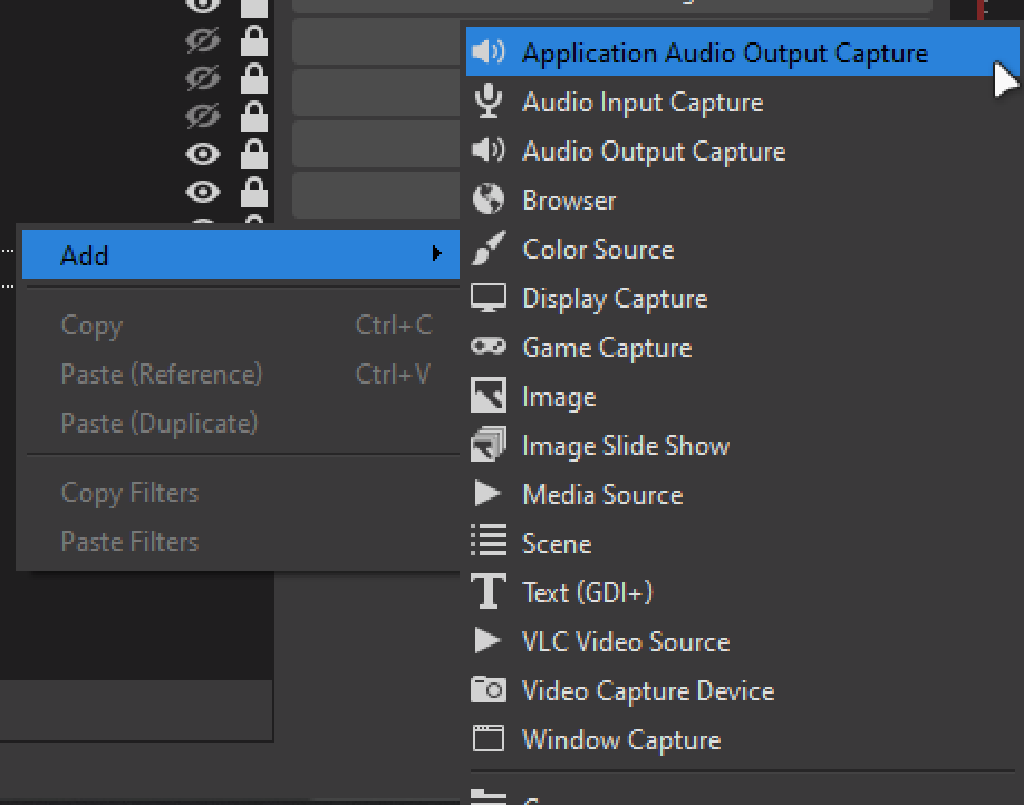 Application Audio Output Capture
Audio Input Capture
Audio Output Capture
Browser
Color Source
Display Capture
Game Capture
Image
Image Slide Show
Media Source
Scene
Text (GDI+)
VLC Video Source
Video Capture Device
Window Capture
Add
Copy Ctrl+C
Paste (Reference) Ctrl+V
Paste (Duplicate)
Copy Filters
Paste Filters